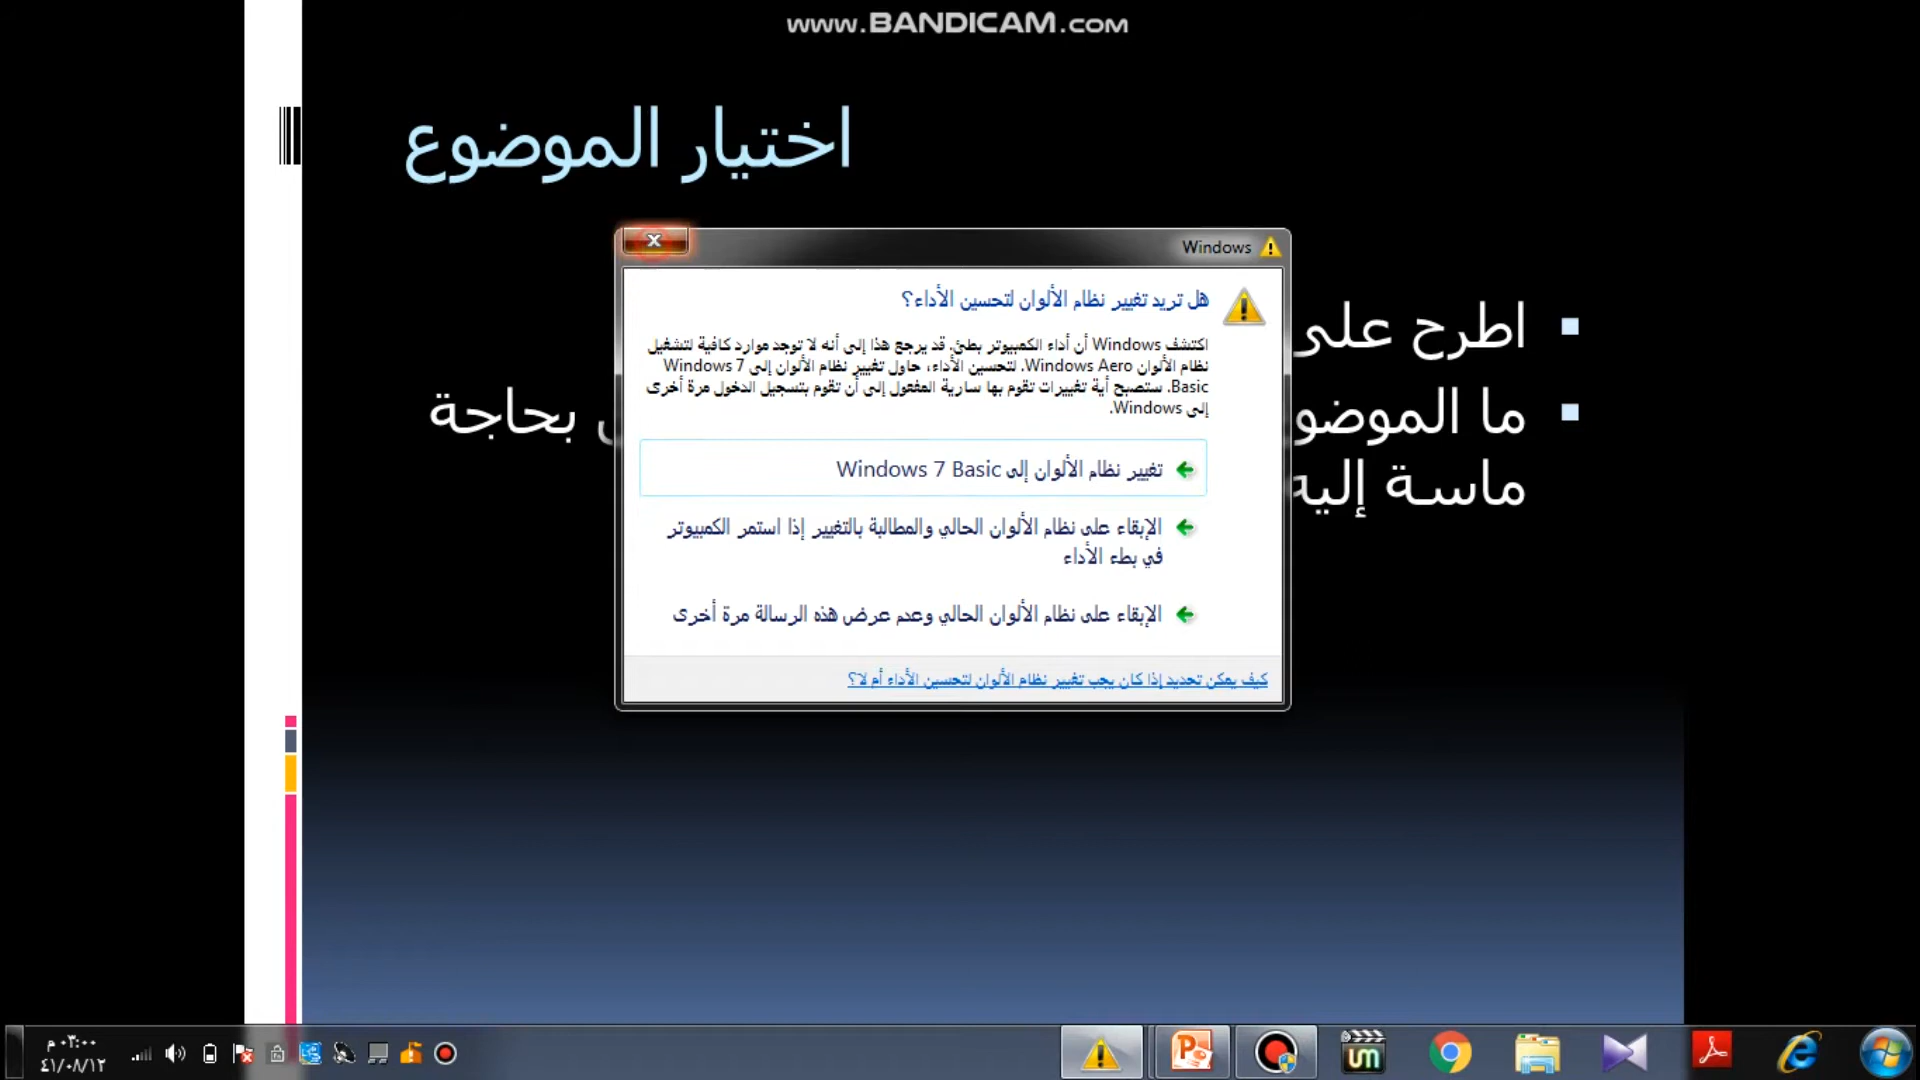 www.BANDICAM.com
اختيار الموضوع
Windows
هل تريد تغيير نظام الألوان لتحسين الأداء؟
اكتشف Windows أن أداء الكمبيوتر بطئ. قد يرجع هذا إلى أنه لا توجد موارد كافية لتشغيل
نظام الألوان Windows Aero. لتحسين الأداء، حاول تغيير نظام الألوان إلى Windows 7
Basic. ستصبح أية تغييرات تقوم بها سارية المفعول إلى أن تقوم بتسجيل الدخول مرة أخرى
إلى Windows.
تغيير نظام الألوان إلى Windows 7 Basic
الإبقاء على نظام الألوان الحالي والمطالبة بالتغيير إذا استمر الكمبيوتر
في بطء الأداء
الإبقاء على نظام الألوان الحالي وعدم عرض هذه الرسالة مرة أخرى
كيف يمكن تحديد إذا كان يجب تغيير نظام الألوان لتحسين الأداء أم لا؟
اطرح على
ما الموضو بحاجة
ماسة إليه
٠٣:٠٠ م
٤١/٠٨/١٢